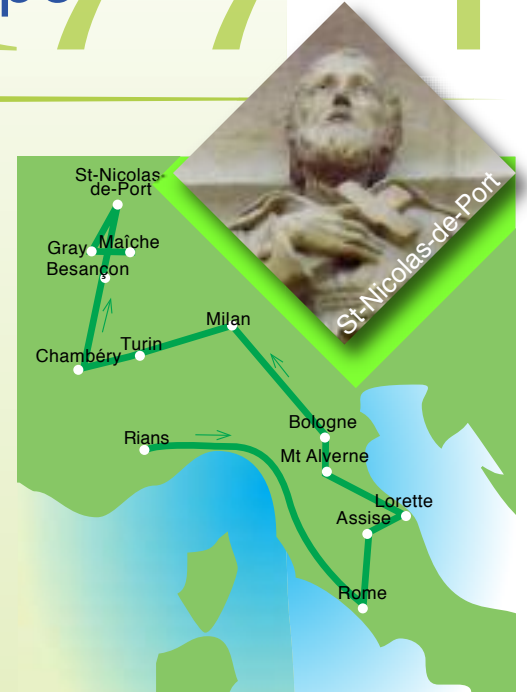 St-Nicolas-de-Port
St-Nicolas-
de-Port
Gray
Maîche
Besançon
Milan
Turin
Chambéry
Bologne
Rians
Mt Alverne
Lorette
Assise
Rome